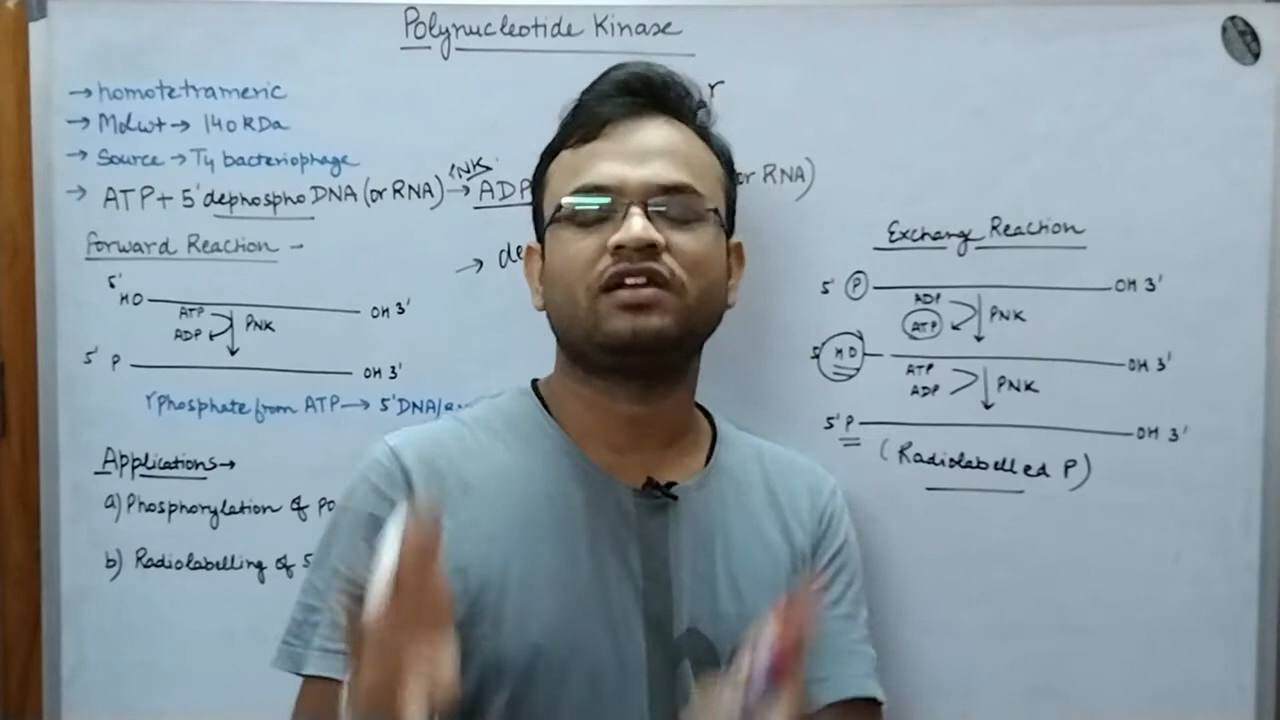 Polynucleotide Kinase
→ homotetrameric
→ Mol.wt → 140 kDa
→ Source → T4 bacteriophage
→ ATP + 5' dephospho DNA (or RNA) → ADP
or RNA)
Forward Reaction –
5'
HO OH 3'
ATP
ADP PNK
5' P OH 3'
γ Phosphate from ATP → 5' DNA/
Applications →
a) Phosphorylation of
b) Radiolabelling of 5
Exchange Reaction
5' P OH 3'
ADP
ATP PNK
5' HO OH 3'
ATP
ADP PNK
5' P OH 3'
(Radiolabelled P)